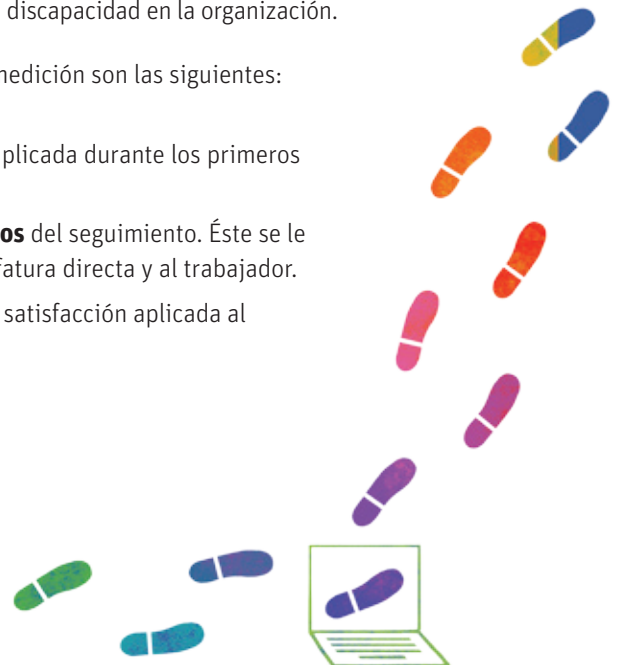 discapacidad en la organización.
medición son las siguientes:
aplicada durante los primeros
os del seguimiento. Éste se le
fatura directa y al trabajador.
satisfacción aplicada al